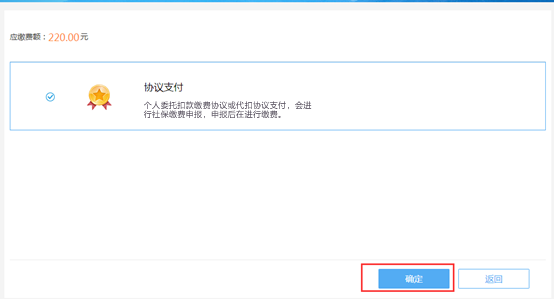 应缴费额：220.00元
协议支付
个人委托扣款缴费协议或代扣协议支付，会进
行社保缴费申报，申报后在进行缴费。
确定 返回